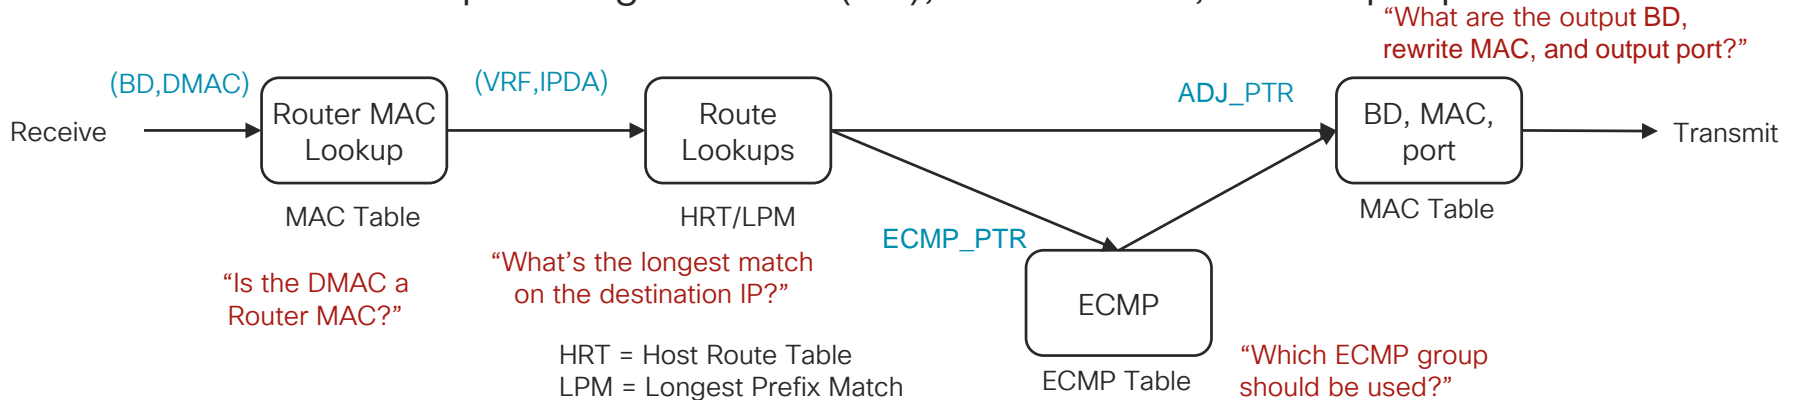 “What are the output BD,
rewrite MAC, and output port?”
(BD,DMAC)
(VRF,IPDA)
ADJ_PTR
Receive
Router MAC
Lookup
Route
Lookups
BD, MAC,
port
Transmit
MAC Table
HRT/LPM
MAC Table
ECMP_PTR
“Is the DMAC a
Router MAC?”
“What’s the longest match
on the destination IP?”
ECMP
HRT = Host Route Table
LPM = Longest Prefix Match
ECMP Table
“Which ECMP group
should be used?”